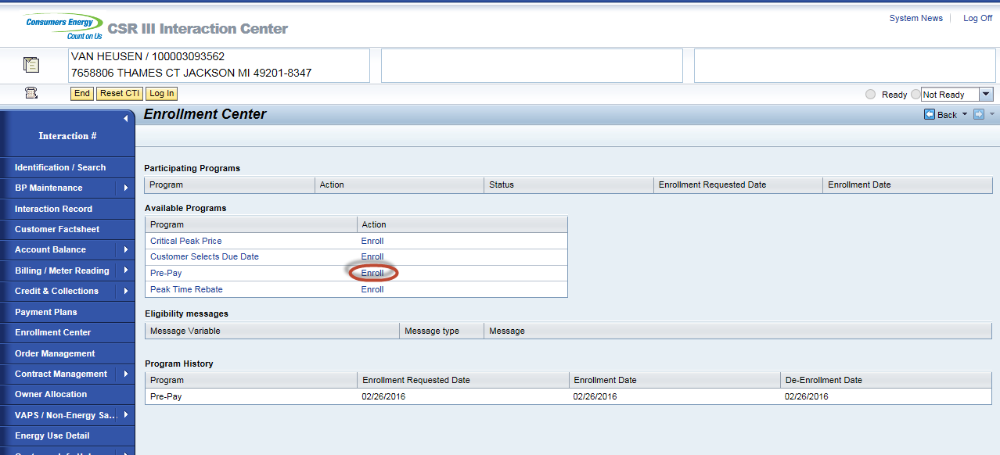 Consumers Energy
Count on Us
CSR III Interaction Center
System News
Log Off
VAN HEUSEN / 100003093562
7658806 THAMES CT JACKSON MI 49201-8347
End Reset CTI Log In
Ready Not Ready
Enrollment Center
Back
Interaction #
Identification / Search
BP Maintenance
Interaction Record
Customer Factsheet
Account Balance
Billing / Meter Reading
Credit & Collections
Payment Plans
Enrollment Center
Order Management
Contract Management
Owner Allocation
VAPS / Non-Energy Sa...
Energy Use Detail
Participating Programs
Program Action Status Enrollment Requested Date Enrollment Date
Available Programs
Program Action
Critical Peak Price Enroll
Customer Selects Due Date Enroll
Pre-Pay Enroll
Peak Time Rebate Enroll
Eligibility messages
Message Variable Message type Message
Program History
Program Enrollment Requested Date Enrollment Date De-Enrollment Date
Pre-Pay 02/26/2016 02/26/2016 02/26/2016